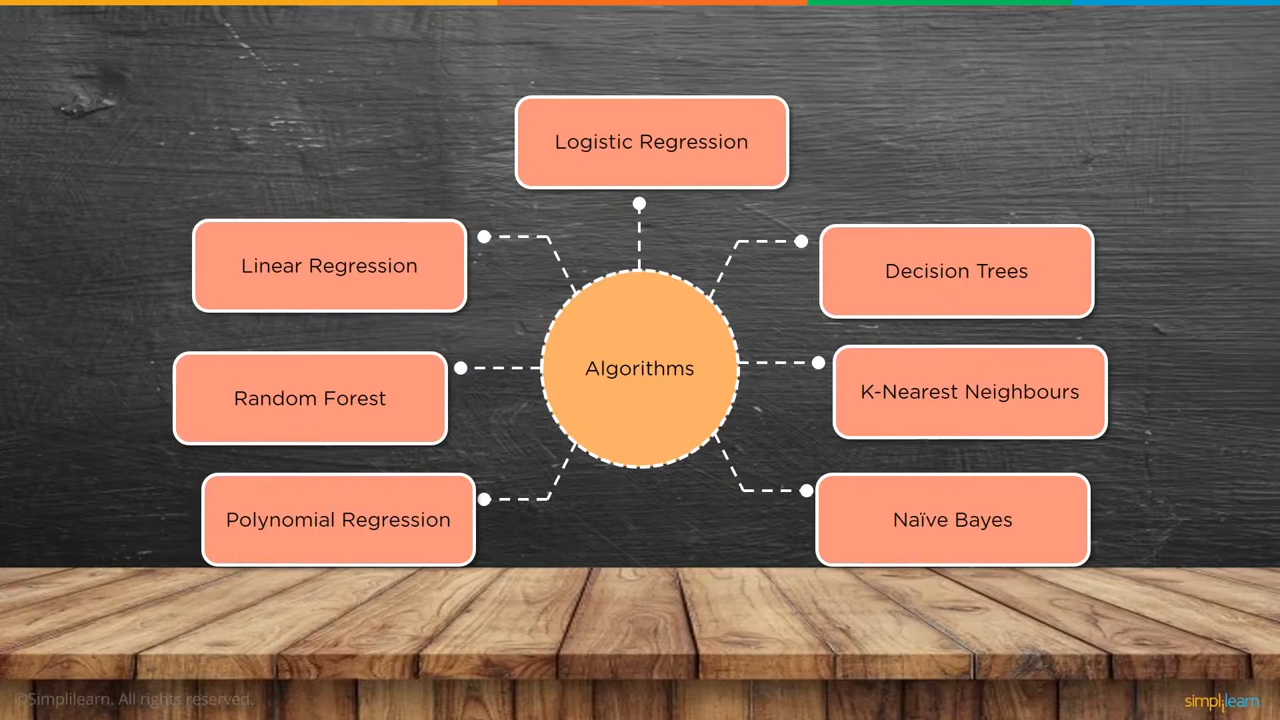 Logistic Regression
Linear Regression
Decision Trees
Algorithms
K-Nearest Neighbours
Random Forest
Polynomial Regression
Naïve Bayes
©Simplilearn. All rights reserved.
simplilearn